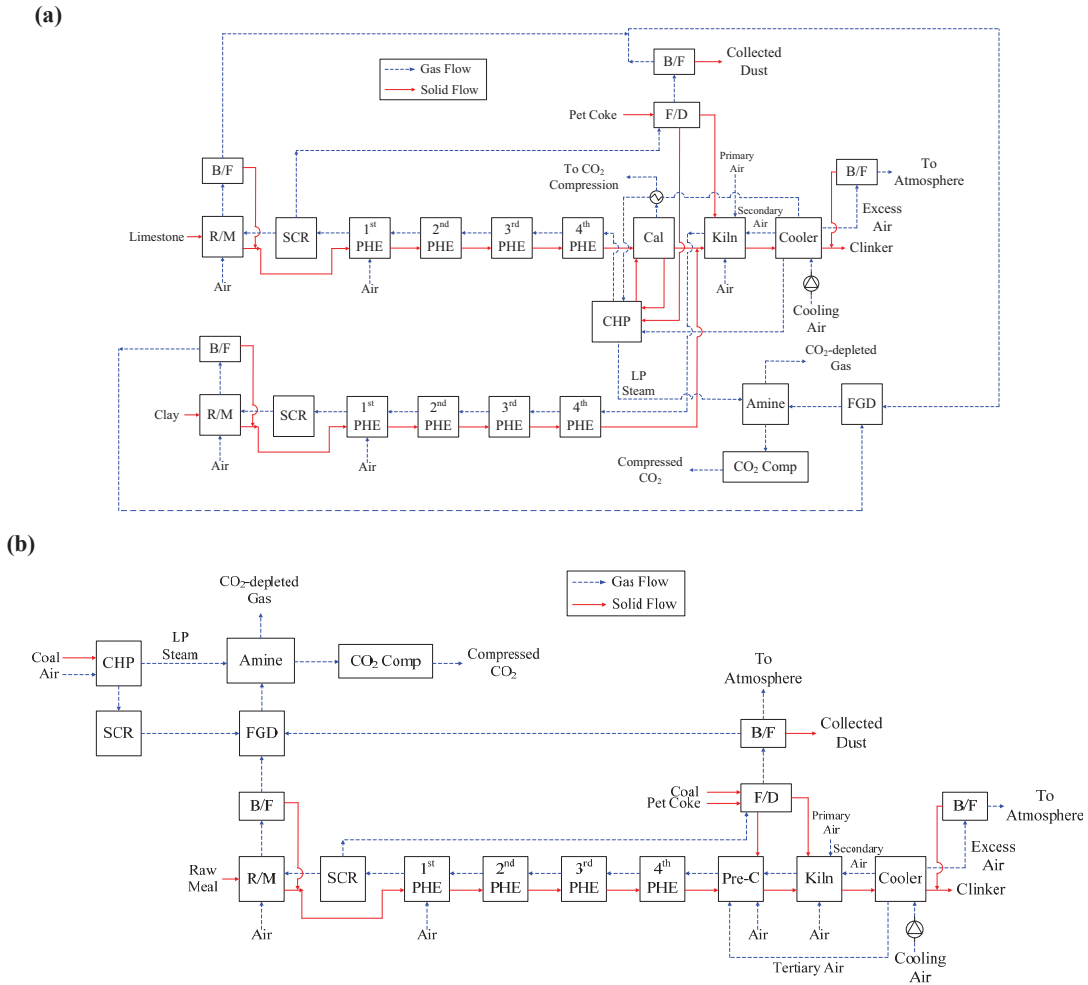 (a)
Gas Flow
Solid Flow
B/F
Collected
Dust
Pet Coke
F/D
B/F
To CO₂
Compression
Primary
Air
B/F
To
Atmosphere
Secondary
Air
Excess
Air
Limestone
R/M
SCR
1st
PHE
2nd
PHE
3rd
PHE
4th
PHE
Cal
Kiln
Cooler
Clinker
Air
Air
Air
Cooling
Air
CHP
B/F
LP
Steam
CO₂-depleted
Gas
Clay
R/M
SCR
1st
PHE
2nd
PHE
3rd
PHE
4th
PHE
Amine
FGD
Air
Air
Compressed
CO₂
CO₂ Comp
(b)
CO₂-depleted
Gas
Gas Flow
Solid Flow
Coal
Air
CHP
LP
Steam
Amine
CO₂ Comp
Compressed
CO₂
To
Atmosphere
SCR
FGD
B/F
Collected
Dust
B/F
Coal
Pet Coke
F/D
B/F
To
Atmosphere
Primary
Air
Secondary
Air
Excess
Air
Raw
Meal
R/M
SCR
1st
PHE
2nd
PHE
3rd
PHE
4th
PHE
Pre-C
Kiln
Cooler
Clinker
Air
Air
Air
Air
Cooling
Air
Tertiary Air